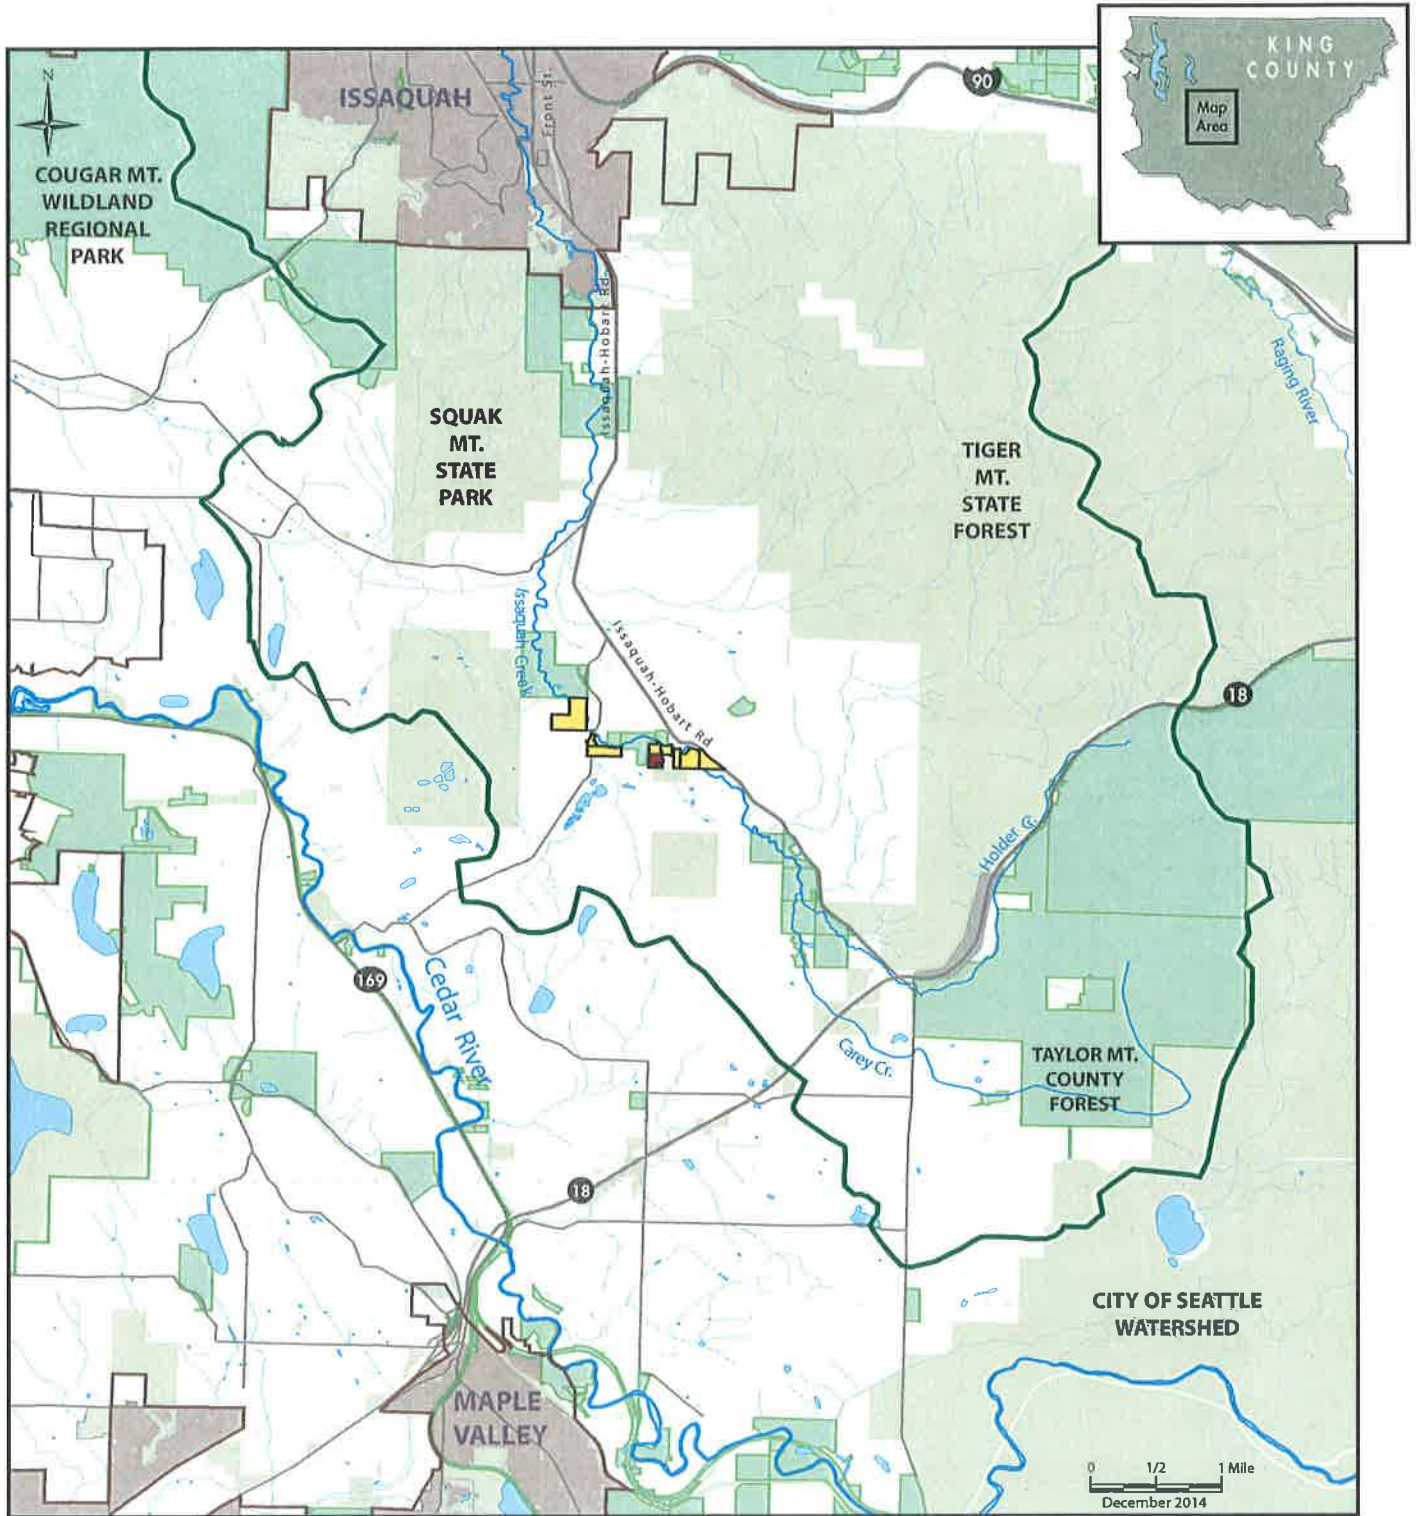 KING
COUNTY
Map
Area
N
ISSAQUAH
Front St.
90
COUGAR MT.
WILDLAND
REGIONAL
PARK
Issaquah-Hobart Rd
Raging River
SQUAK
MT.
STATE
PARK
TIGER
MT.
STATE
FOREST
Issaquah Creek
Issaquah-Hobart Rd
18
Holder Cr.
169
Cedar River
Carey Cr.
TAYLOR MT.
COUNTY
FOREST
18
CITY OF SEATTLE
WATERSHED
MAPLE
VALLEY
0 1/2 1 Mile
December 2014